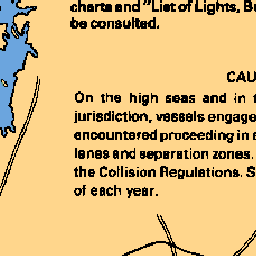 charts and "List of Lights, Bu
be consulted.
CAU
On the high seas and in t
jurisdiction, vessels engage
encountered proceeding in a
lanes and separation zones.
the Collision Regulations. S
of each year.